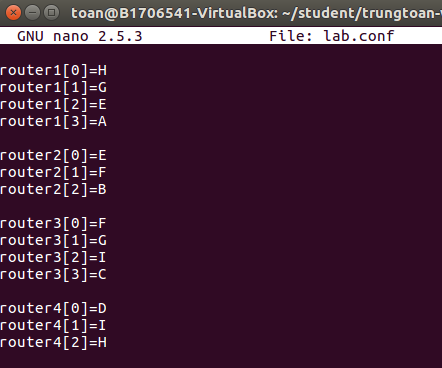 toan@B1706541-VirtualBox: ~/student/trungtoan-
GNU nano 2.5.3 File: lab.conf
router1[0]=H
router1[1]=G
router1[2]=E
router1[3]=A
router2[0]=E
router2[1]=F
router2[2]=B
router3[0]=F
router3[1]=G
router3[2]=I
router3[3]=C
router4[0]=D
router4[1]=I
router4[2]=H